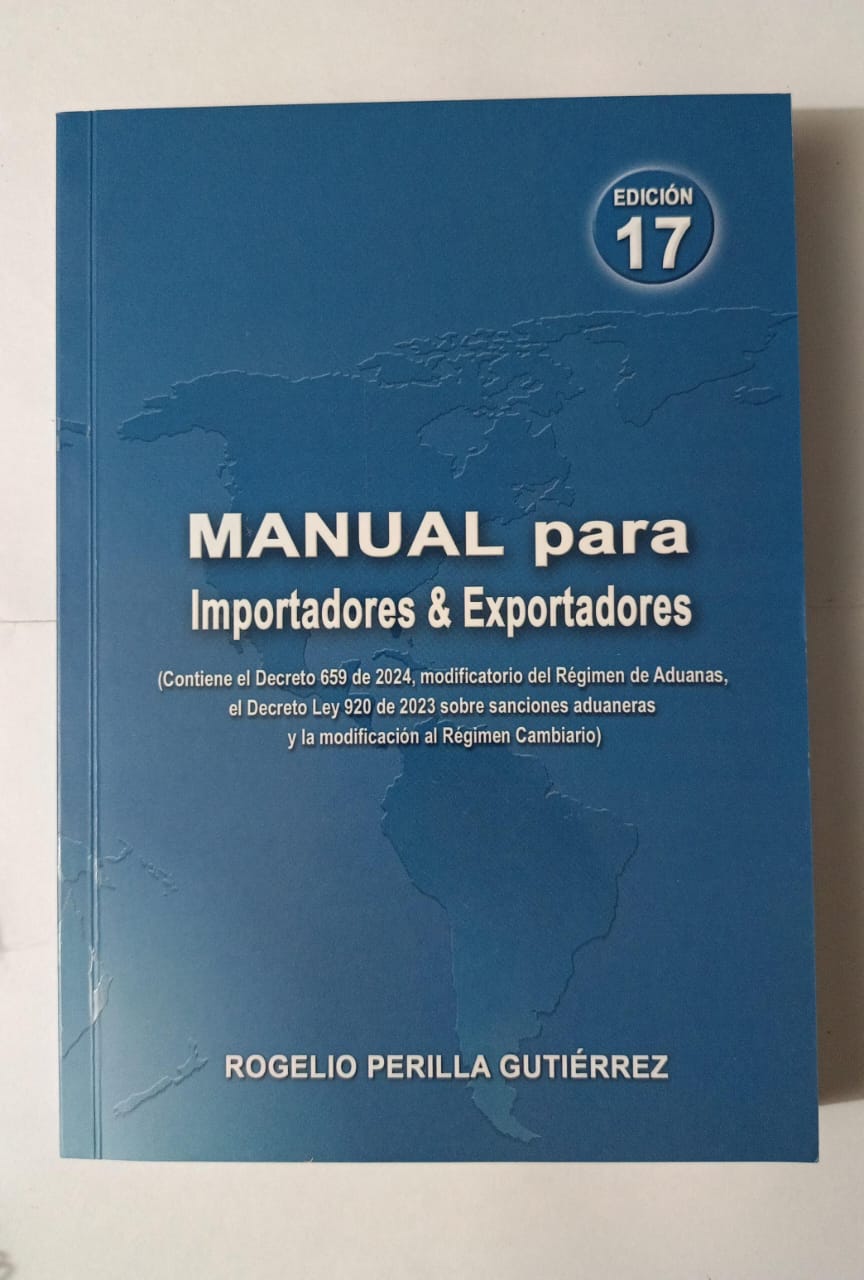 EDICIÓN
17
MANUAL para
Importadores & Exportadores
(Contiene el Decreto 659 de 2024, modificatorio del Régimen de Aduanas,
el Decreto Ley 920 de 2023 sobre sanciones aduaneras
y la modificación al Régimen Cambiario)
ROGELIO PERILLA GUTIÉRREZ